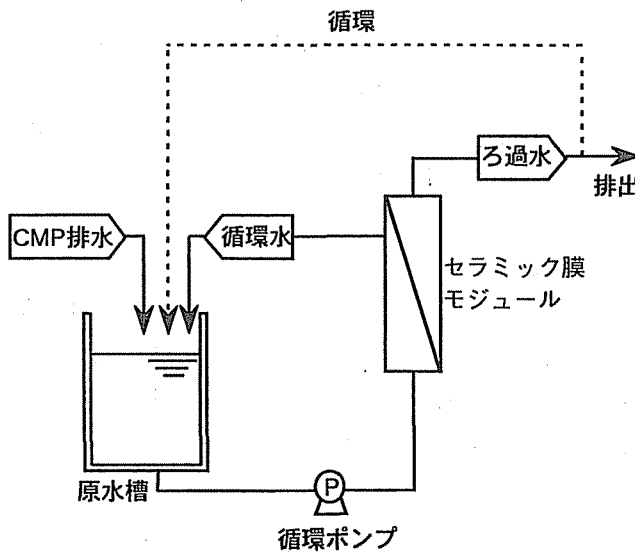 循環
ろ過水
排出
CMP排水
循環水
セラミック膜
モジュール
原水槽
P
循環ポンプ